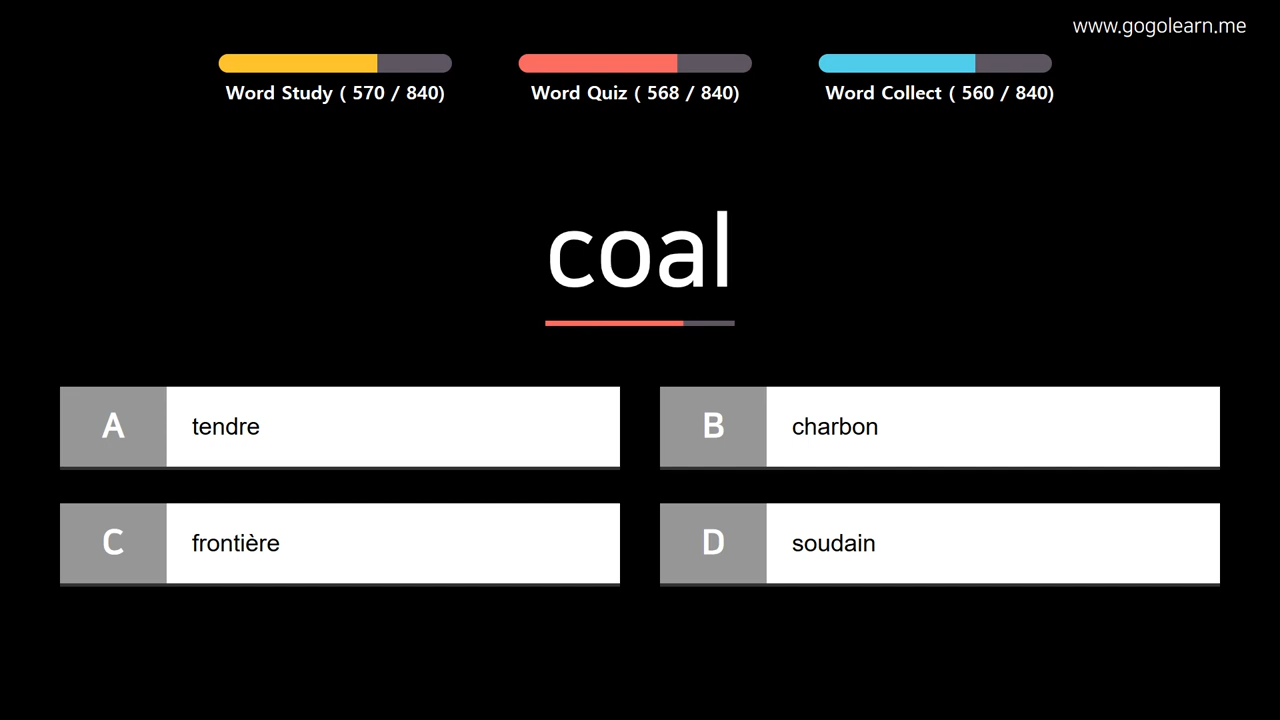 www.gogolearn.me
Word Study ( 570 / 840)
Word Quiz ( 568 / 840)
Word Collect ( 560 / 840)
coal
A tendre
B charbon
C frontière
D soudain